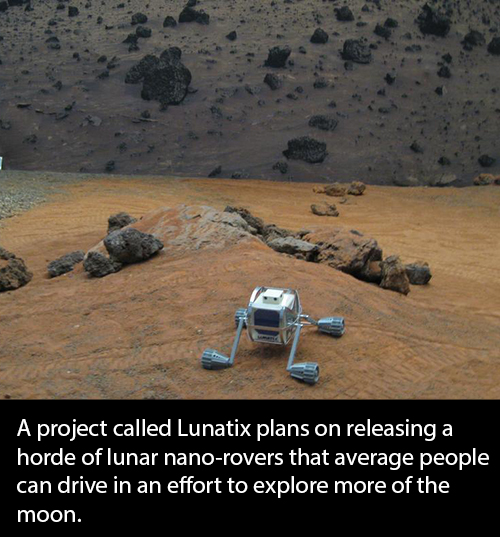 LUNATIX
A project called Lunatix plans on releasing a
horde of lunar nano-rovers that average people
can drive in an effort to explore more of the
moon.